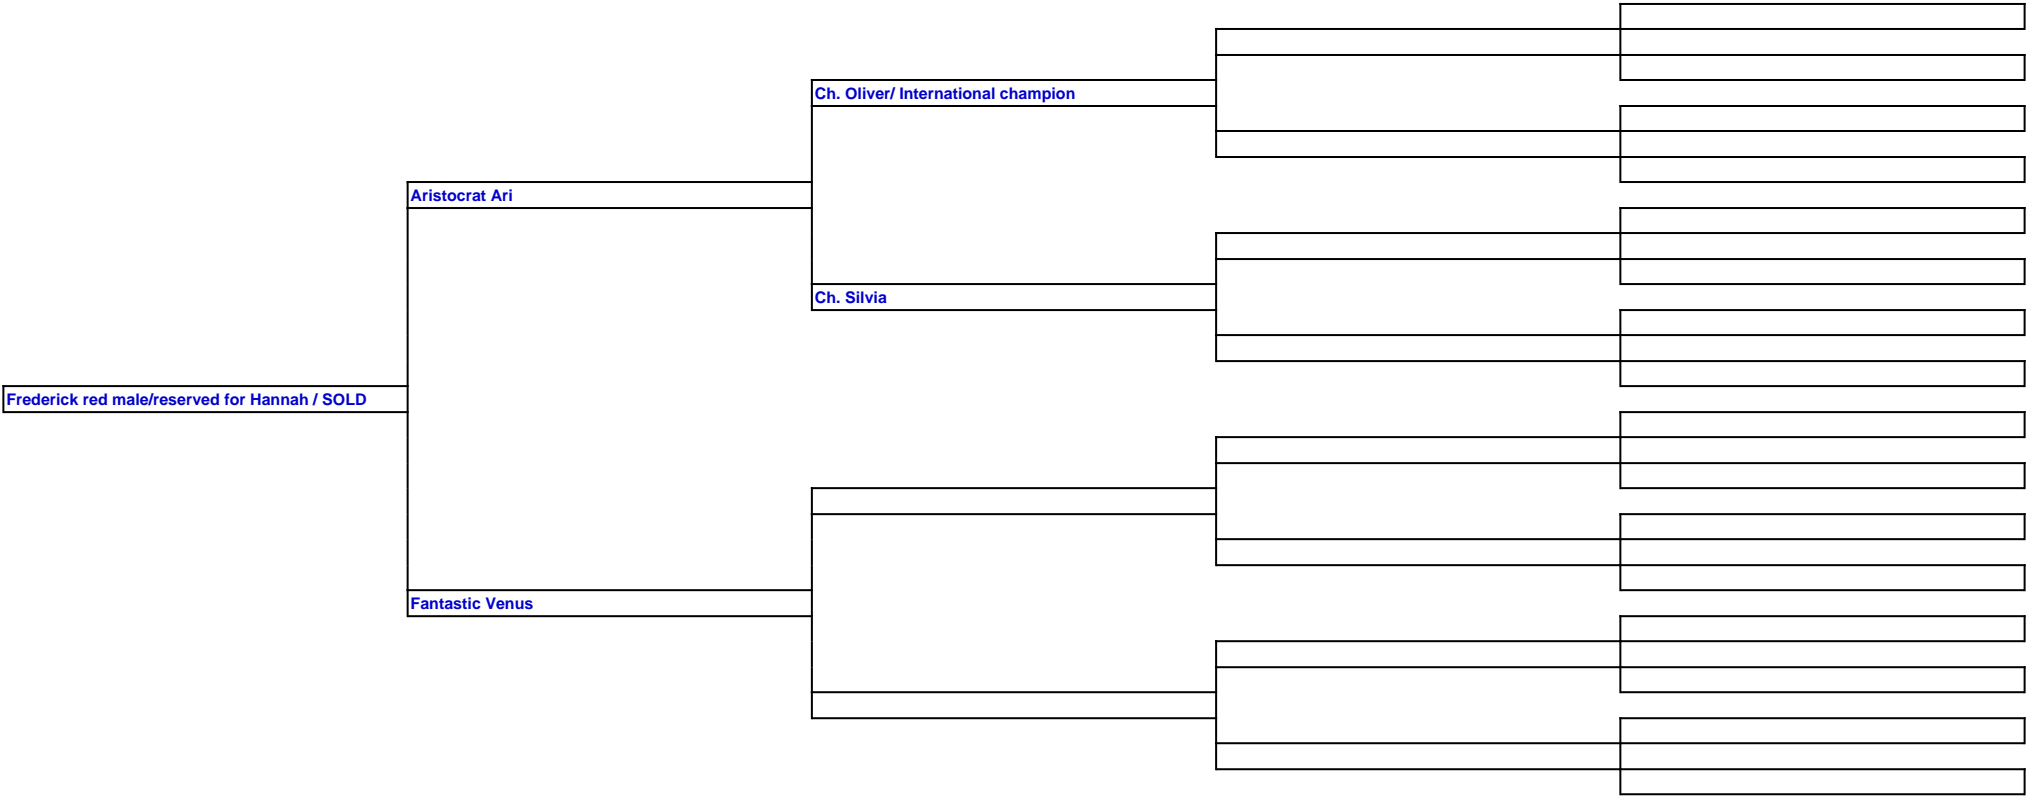 Ch. Oliver/ International champion
Aristocrat Ari
Ch. Silvia
Frederick red male/reserved for Hannah / SOLD
Fantastic Venus